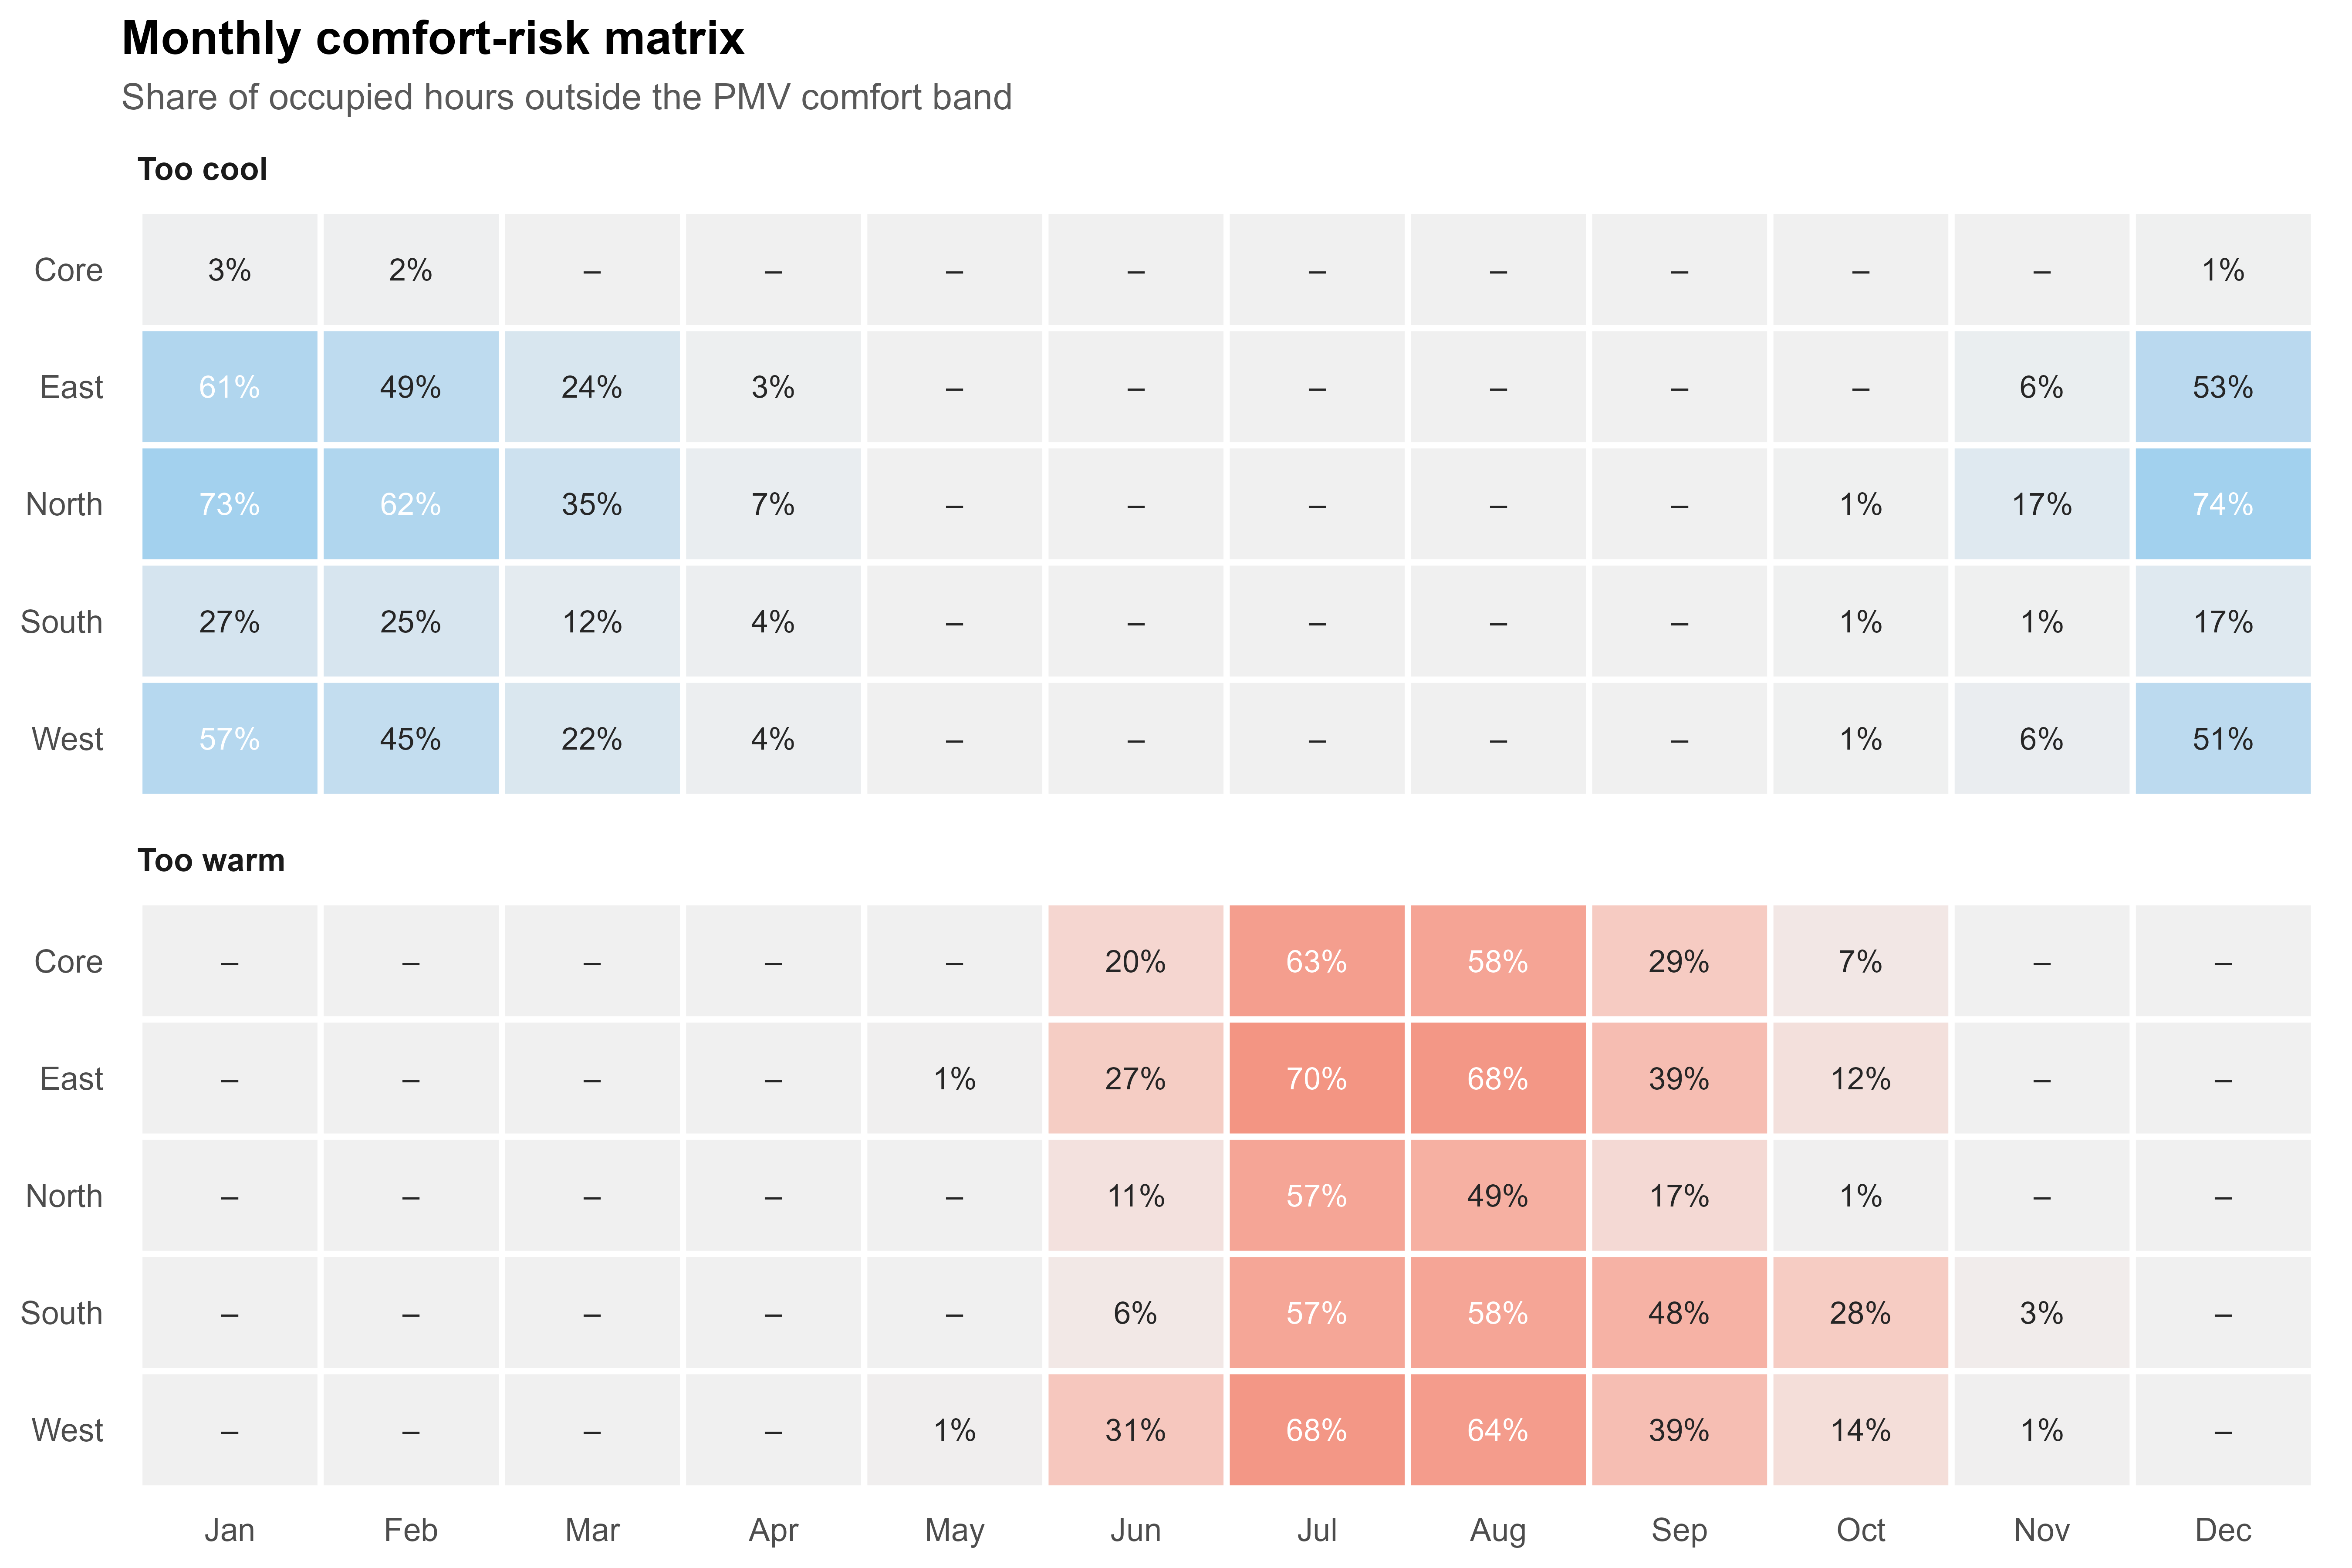 Monthly comfort-risk matrix
Share of occupied hours outside the PMV comfort band
Too cool
Core 3% 2% – – – – – – – – – 1%
East 61% 49% 24% 3% – – – – – – 6% 53%
North 73% 62% 35% 7% – – – – – 1% 17% 74%
South 27% 25% 12% 4% – – – – – 1% 1% 17%
West 57% 45% 22% 4% – – – – – 1% 6% 51%
Too warm
Core – – – – – 20% 63% 58% 29% 7% – –
East – – – – 1% 27% 70% 68% 39% 12% – –
North – – – – – 11% 57% 49% 17% 1% – –
South – – – – – 6% 57% 58% 48% 28% 3% –
West – – – – 1% 31% 68% 64% 39% 14% 1% –
Jan Feb Mar Apr May Jun Jul Aug Sep Oct Nov Dec